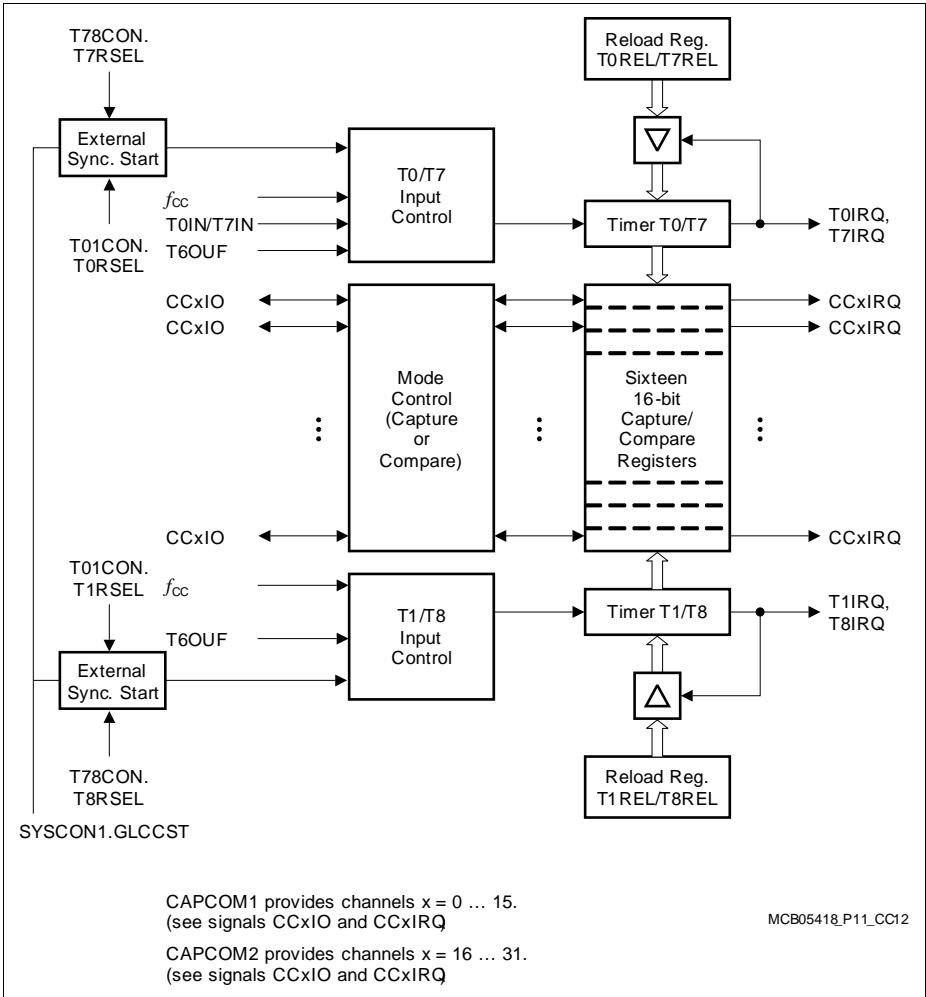 T78CON.
T7RSEL
Reload Reg.
T0REL/T7REL
External
Sync. Start
T0/T7
Input
Control
fCC
T0IN/T7IN
T6OUF
T01CON.
T0RSEL
Timer T0/T7
T0IRQ,
T7IRQ
CCxIO
CCxIO
Mode
Control
(Capture
or
Compare)
Sixteen
16-bit
Capture/
Compare
Registers
CCxIRQ
CCxIRQ
CCxIO
CCxIRQ
T01CON.
T1RSEL
fCC
T6OUF
T1/T8
Input
Control
Timer T1/T8
T1IRQ,
T8IRQ
External
Sync. Start
T78CON.
T8RSEL
Reload Reg.
T1REL/T8REL
SYSCON1.GLCCST
CAPCOM1 provides channels x = 0 … 15.
(see signals CCxIO and CCxIRQ)
MCB05418_P11_CC12
CAPCOM2 provides channels x = 16 … 31.
(see signals CCxIO and CCxIRQ)